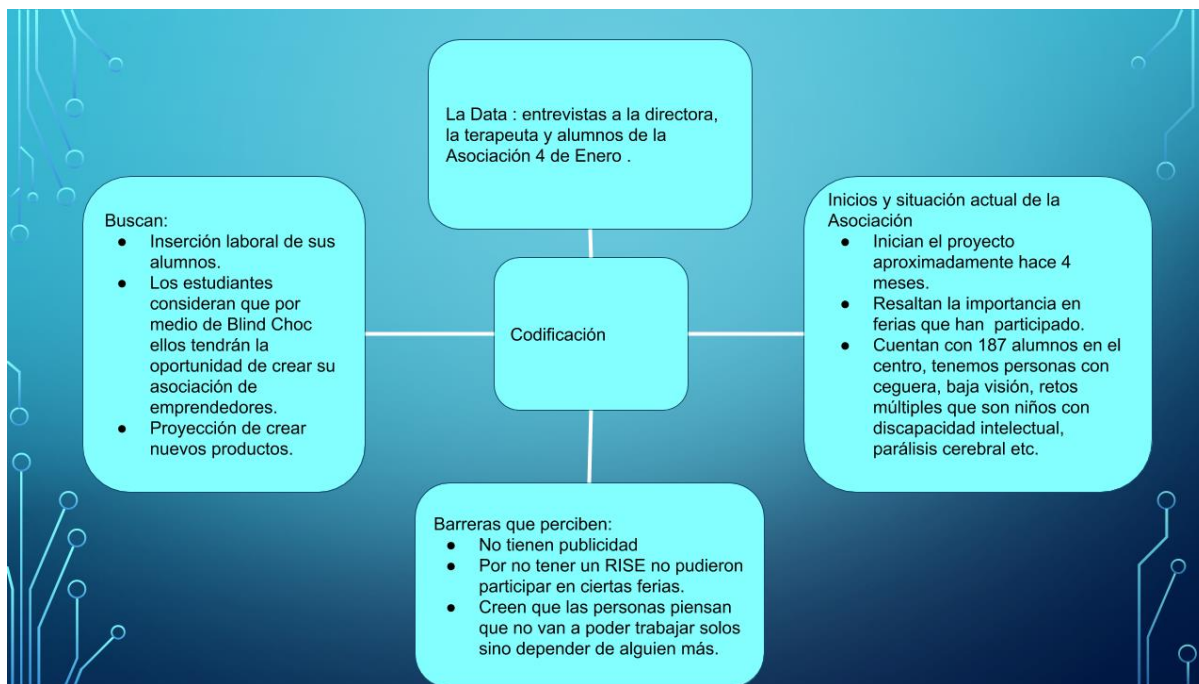 La Data : entrevistas a la directora,
la terapeuta y alumnos de la
Asociación 4 de Enero .
Buscan:
● Inserción laboral de sus
alumnos.
● Los estudiantes
consideran que por
medio de Blind Choc
ellos tendrán la
oportunidad de crear su
asociación de
emprendedores.
● Proyección de crear
nuevos productos.
Codificación
Inicios y situación actual de la
Asociación
● Inician el proyecto
aproximadamente hace 4
meses.
● Resaltan la importancia en
ferias que han participado.
● Cuentan con 187 alumnos en el
centro, tenemos personas con
ceguera, baja visión, retos
múltiples que son niños con
discapacidad intelectual,
parálisis cerebral etc.
Barreras que perciben:
● No tienen publicidad
● Por no tener un RISE no pudieron
participar en ciertas ferias.
● Creen que las personas piensan
que no van a poder trabajar solos
sino depender de alguien más.